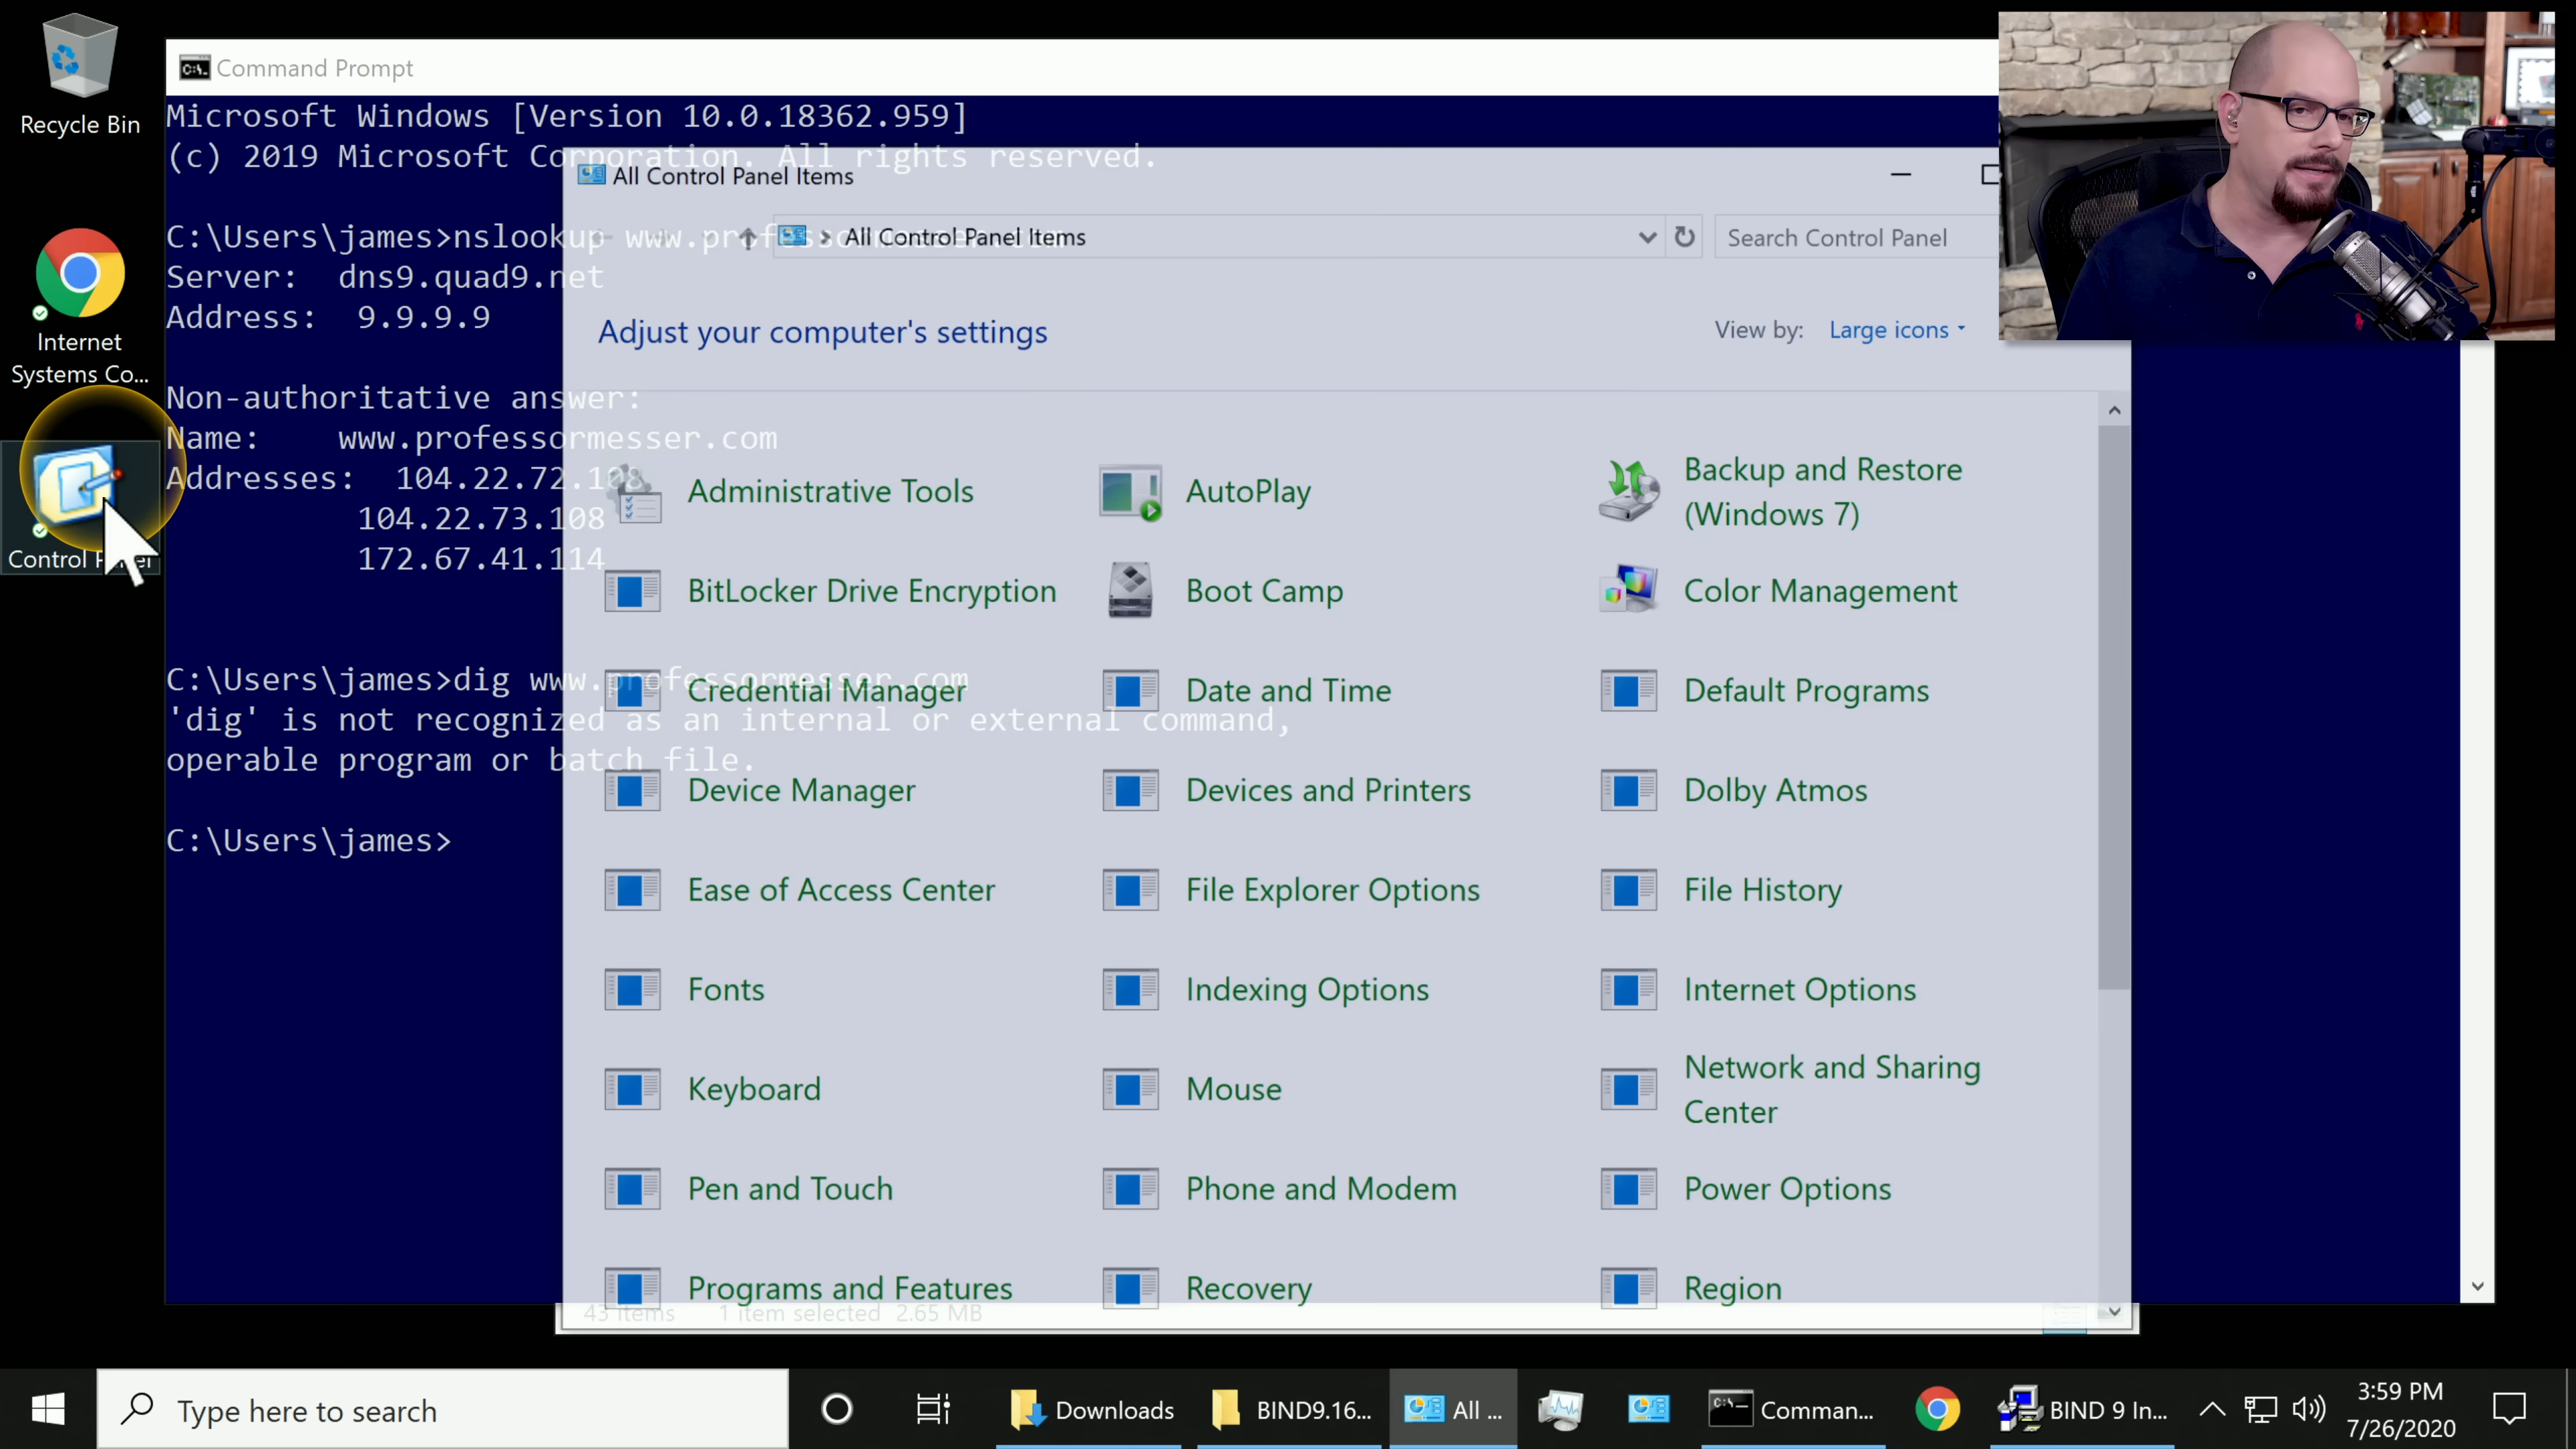 Recycle Bin
Internet
Systems Co...
Control
Command Prompt
Microsoft Windows [Version 10.0.18362.959]
(c) 2019 Microsoft Corporation. All rights reserved.
C:\Users\james>nslookup www.professormesser.com
Server: dns9.quad9.net
Address: 9.9.9.9
Non-authoritative answer:
Name: www.professormesser.com
Addresses: 104.22.72.108
104.22.73.108
172.67.41.114
C:\Users\james>dig www.professormesser.com
'dig' is not recognized as an internal or external command,
operable program or batch file.
C:\Users\james>
All Control Panel Items
All Control Panel Items
Search Control Panel
Adjust your computer's settings
View by: Large icons
Administrative Tools
AutoPlay
Backup and Restore
(Windows 7)
BitLocker Drive Encryption
Boot Camp
Color Management
Credential Manager
Date and Time
Default Programs
Device Manager
Devices and Printers
Dolby Atmos
Ease of Access Center
File Explorer Options
File History
Fonts
Indexing Options
Internet Options
Keyboard
Mouse
Network and Sharing
Center
Pen and Touch
Phone and Modem
Power Options
Programs and Features
Recovery
Region
43 items 1 item selected 2.65 MB
Type here to search
Downloads
BIND9.16...
All ...
Comman...
BIND 9 In...
3:59 PM
7/26/2020